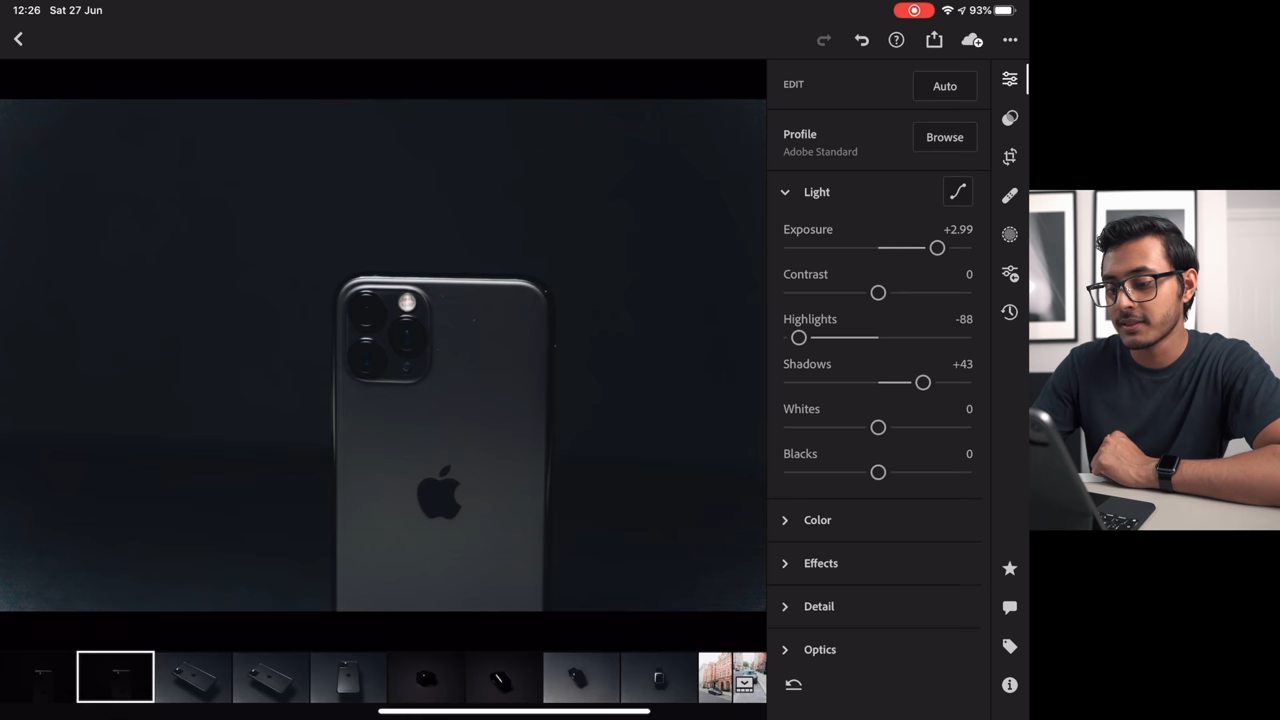 12:26 Sat 27 Jun 93%
EDIT Auto
Profile
Adobe Standard
Browse
Light
Exposure +2.99
Contrast 0
Highlights -88
Shadows +43
Whites 0
Blacks 0
Color
Effects
Detail
Optics